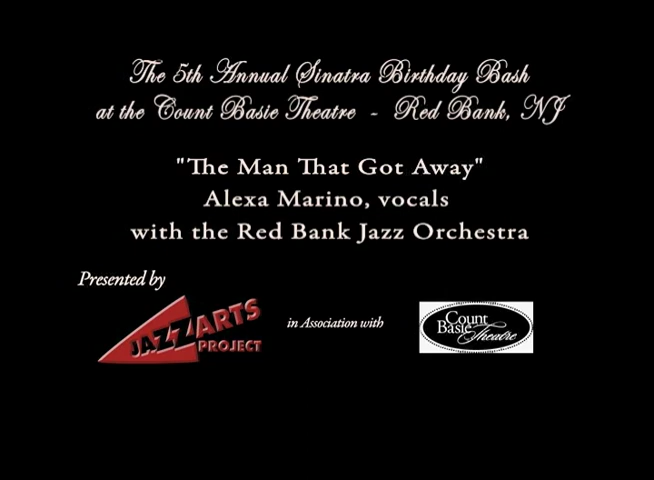 The 5th Annual Sinatra Birthday Bash
at the Count Basie Theatre - Red Bank, NJ
"The Man That Got Away"
Alexa Marino, vocals
with the Red Bank Jazz Orchestra
Presented by
JAZZ ARTS
PROJECT
in Association with
Count
Basie
Theatre